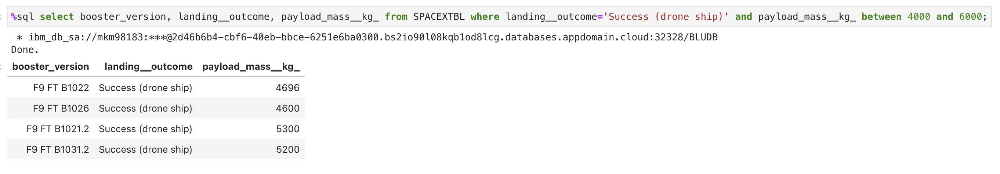 %sql select booster_version, landing__outcome, payload_mass__kg_ from SPACEXTBL where landing__outcome='Success (drone ship)' and payload_mass__kg_ between 4000 and 6000;
* ibm_db_sa://mkm98183:***@2d46b6b4-cbf6-40eb-bbce-6251e6ba0300.bs2io90l08kqb1od8lcg.databases.appdomain.cloud:32328/BLUDB
Done.
booster_version landing__outcome payload_mass__kg_
F9 FT B1022 Success (drone ship) 4696
F9 FT B1026 Success (drone ship) 4600
F9 FT B1021.2 Success (drone ship) 5300
F9 FT B1031.2 Success (drone ship) 5200